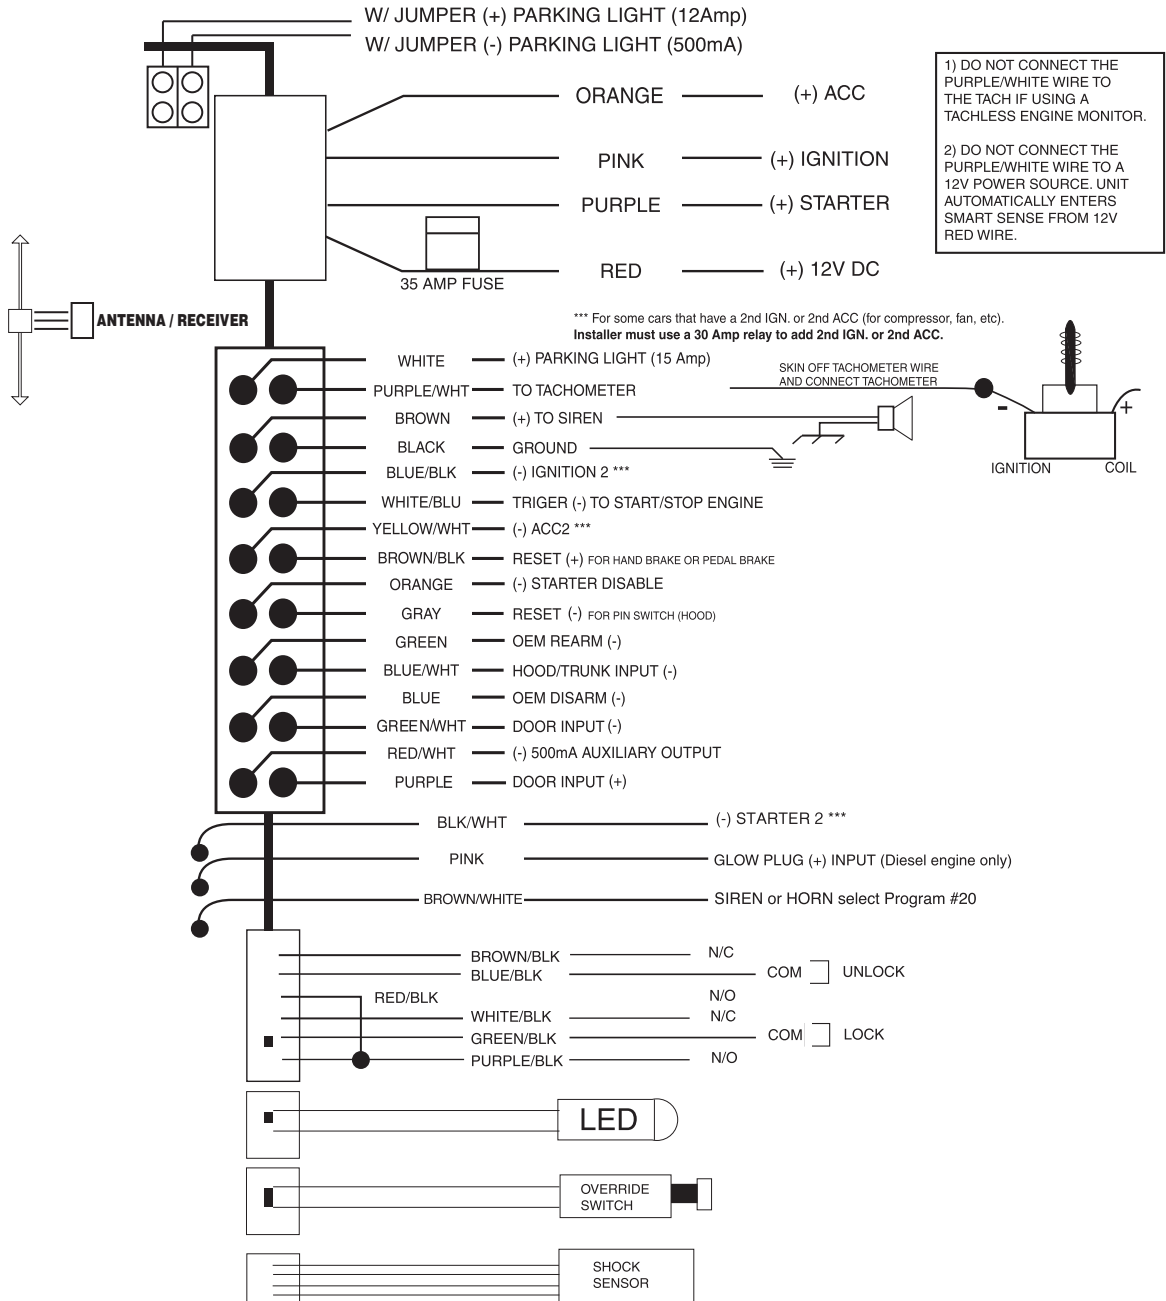 W/ JUMPER (+) PARKING LIGHT (12Amp)
W/ JUMPER (-) PARKING LIGHT (500mA)
ORANGE (+) ACC
PINK (+) IGNITION
PURPLE (+) STARTER
RED (+) 12V DC
35 AMP FUSE
1) DO NOT CONNECT THE
PURPLE/WHITE WIRE TO
THE TACH IF USING A
TACHLESS ENGINE MONITOR.
2) DO NOT CONNECT THE
PURPLE/WHITE WIRE TO A
12V POWER SOURCE. UNIT
AUTOMATICALLY ENTERS
SMART SENSE FROM 12V
RED WIRE.
ANTENNA / RECEIVER
*** For some cars that have a 2nd IGN. or 2nd ACC (for compressor, fan, etc).
Installer must use a 30 Amp relay to add 2nd IGN. or 2nd ACC.
WHITE (+) PARKING LIGHT (15 Amp)
SKIN OFF TACHOMETER WIRE
AND CONNECT TACHOMETER
PURPLE/WHT TO TACHOMETER
- +
IGNITION COIL
BROWN (+) TO SIREN
BLACK GROUND
BLUE/BLK (-) IGNITION 2 ***
WHITE/BLU TRIGER (-) TO START/STOP ENGINE
YELLOW/WHT (-) ACC2 ***
BROWN/BLK RESET (+) FOR HAND BRAKE OR PEDAL BRAKE
ORANGE (-) STARTER DISABLE
GRAY RESET (-) FOR PIN SWITCH (HOOD)
GREEN OEM REARM (-)
BLUE/WHT HOOD/TRUNK INPUT (-)
BLUE OEM DISARM (-)
GREEN/WHT DOOR INPUT (-)
RED/WHT (-) 500mA AUXILIARY OUTPUT
PURPLE DOOR INPUT (+)
BLK/WHT (-) STARTER 2 ***
PINK GLOW PLUG (+) INPUT (Diesel engine only)
BROWN/WHITE SIREN or HORN select Program #20
BROWN/BLK N/C
BLUE/BLK COM UNLOCK
RED/BLK N/O
WHITE/BLK N/C
GREEN/BLK COM LOCK
PURPLE/BLK N/O
LED
OVERRIDE
SWITCH
SHOCK
SENSOR